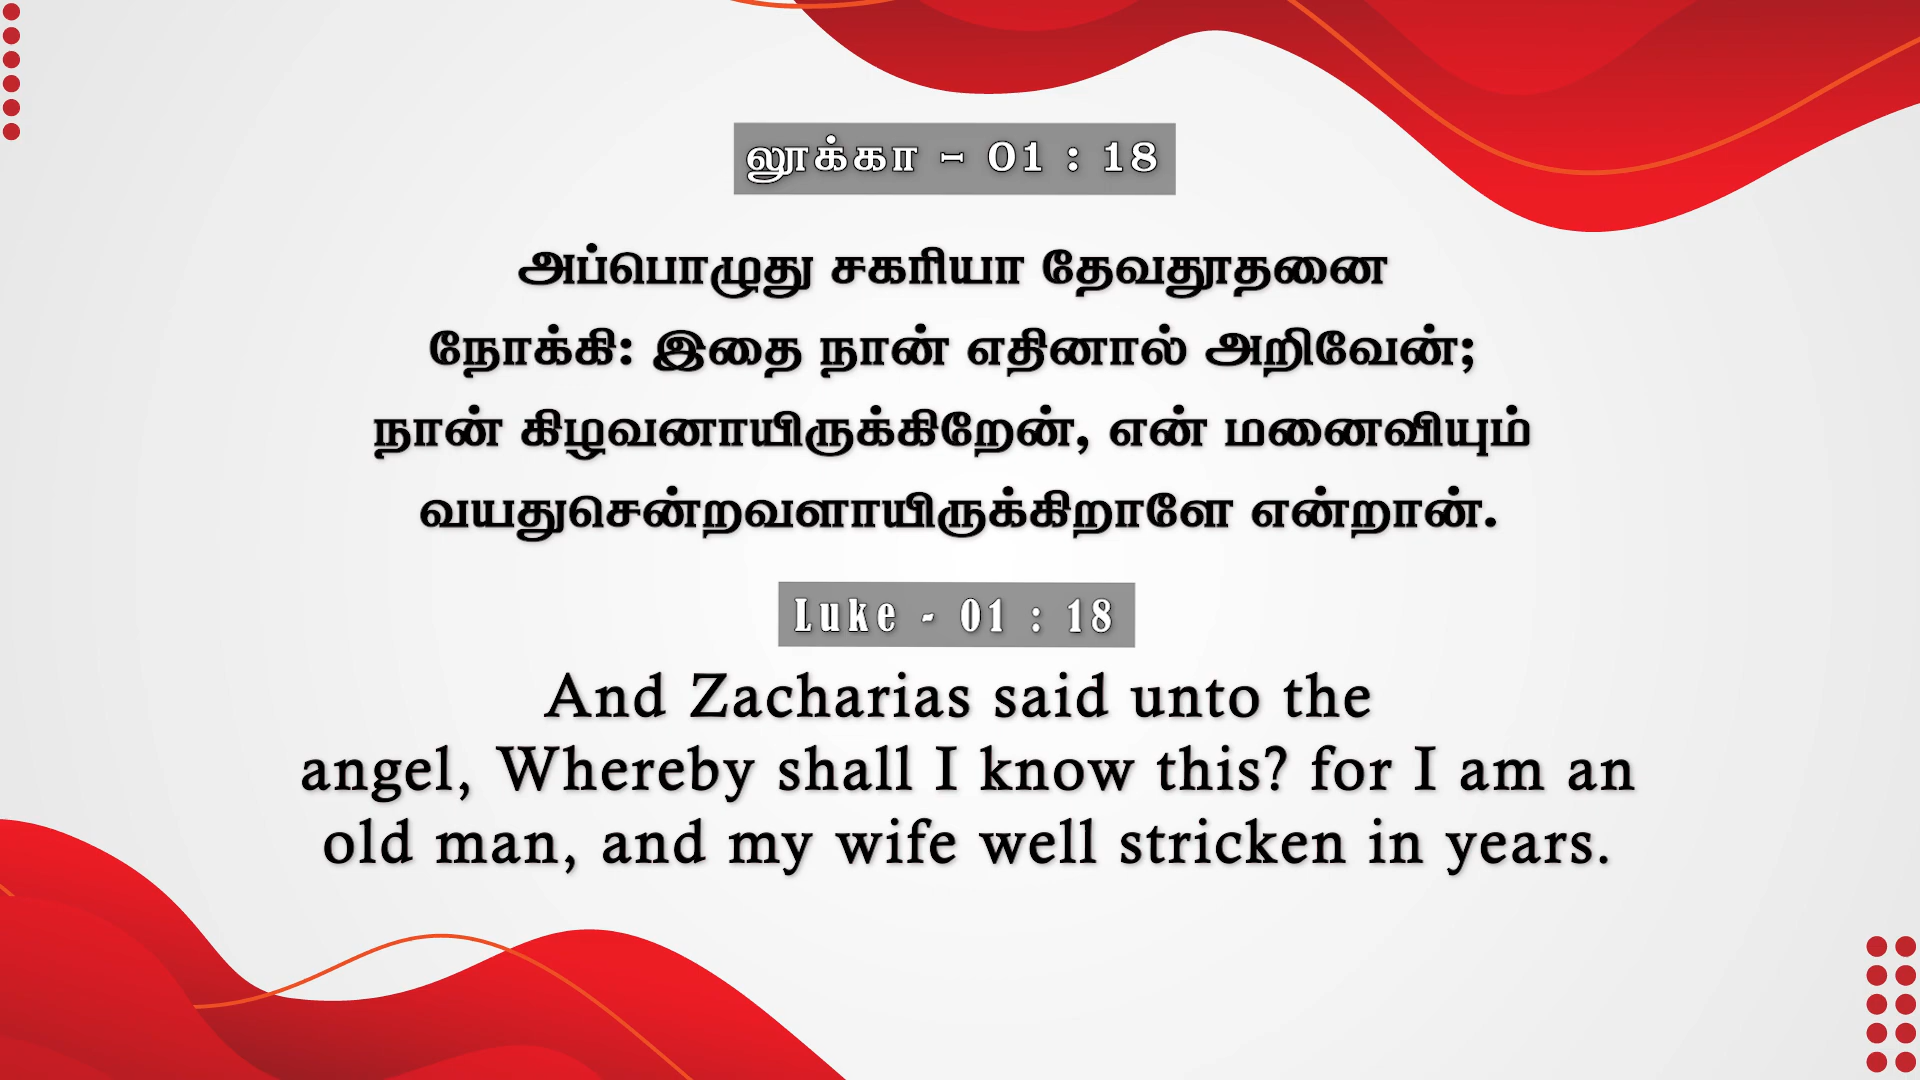 லூக்கா - 01 : 18
அப்பொழுது சகரியா தேவதூதனை
நோக்கி: இதை நான் எதினால் அறிவேன்;
நான் கிழவனாயிருக்கிறேன், என் மனைவியும்
வயதுசென்றவளாயிருக்கிறாளே என்றான்.
Luke - 01 : 18
And Zacharias said unto the
angel, Whereby shall I know this? for I am an
old man, and my wife well stricken in years.